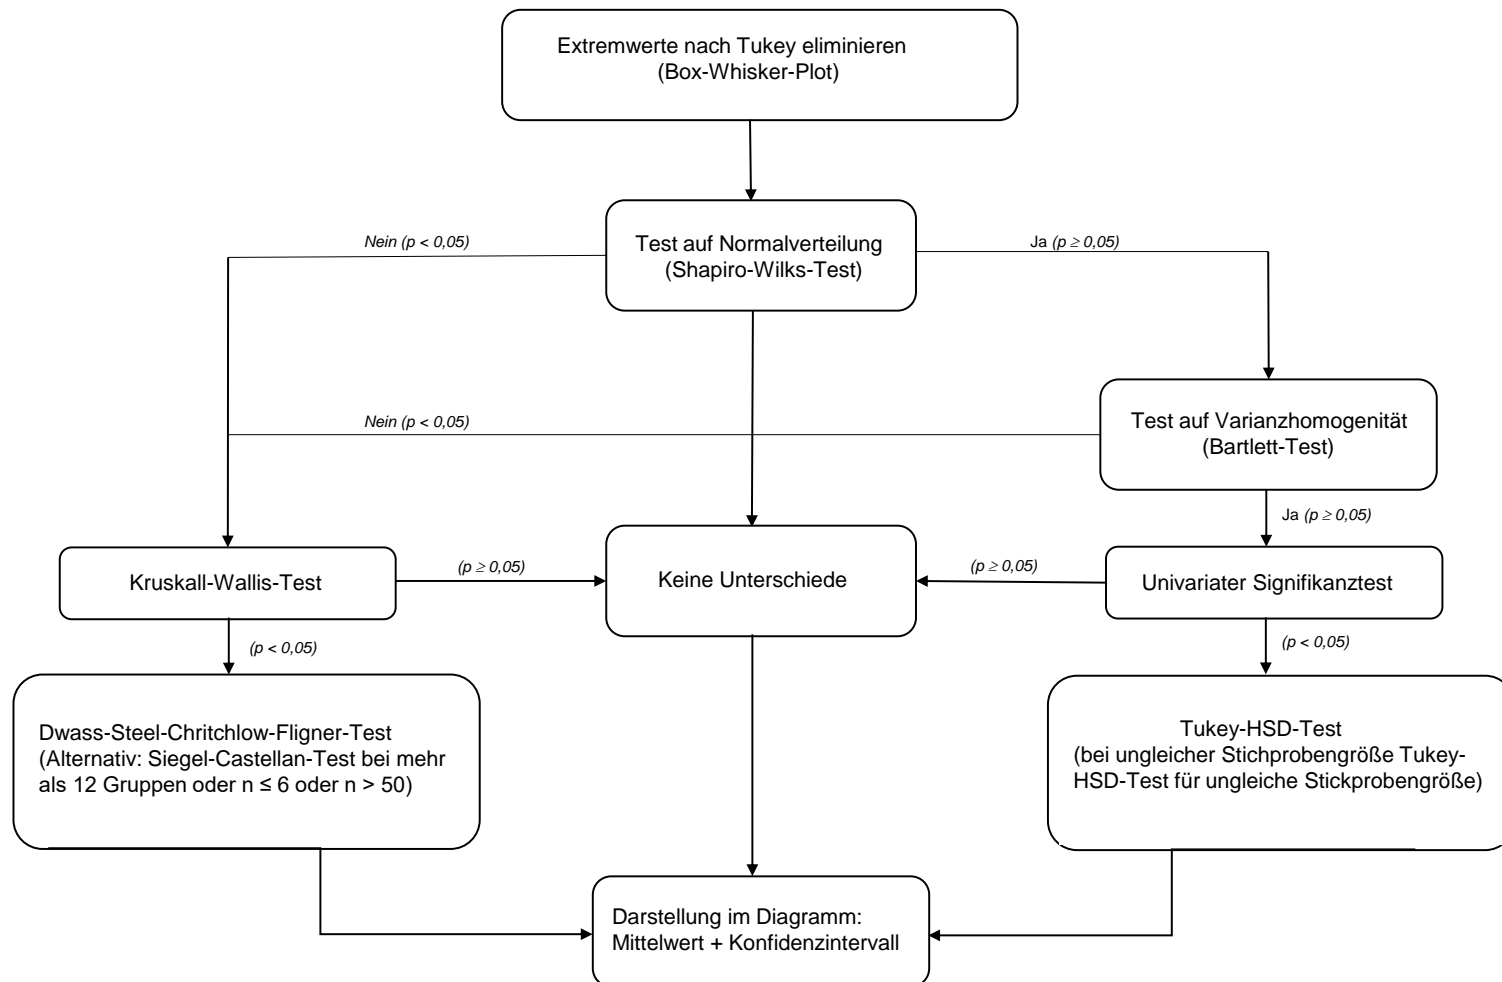 Extremwerte nach Tukey eliminieren
(Box-Whisker-Plot)
Nein (p < 0,05)
Test auf Normalverteilung
(Shapiro-Wilks-Test)
Ja (p ≥ 0,05)
Nein (p < 0,05)
Test auf Varianzhomogenität
(Bartlett-Test)
Ja (p ≥ 0,05)
Kruskall-Wallis-Test
(p ≥ 0,05)
Keine Unterschiede
(p ≥ 0,05)
Univariater Signifikanztest
(p < 0,05)
(p < 0,05)
Dwass-Steel-Chritchlow-Fligner-Test
(Alternativ: Siegel-Castellan-Test bei mehr
als 12 Gruppen oder n ≤ 6 oder n > 50)
Tukey-HSD-Test
(bei ungleicher Stichprobengröße Tukey-
HSD-Test für ungleiche Stickprobengröße)
Darstellung im Diagramm:
Mittelwert + Konfidenzintervall